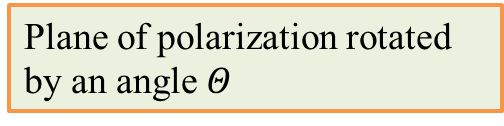 Plane of polarization rotated
by an angle Θ